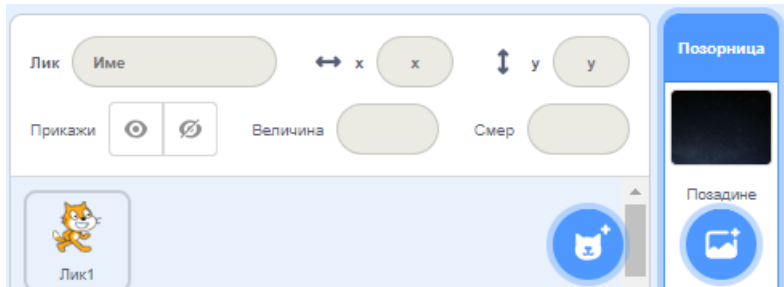 Лик Име x x y y
Прикажи Величина Смер
Лик1
Позорница
Позадине